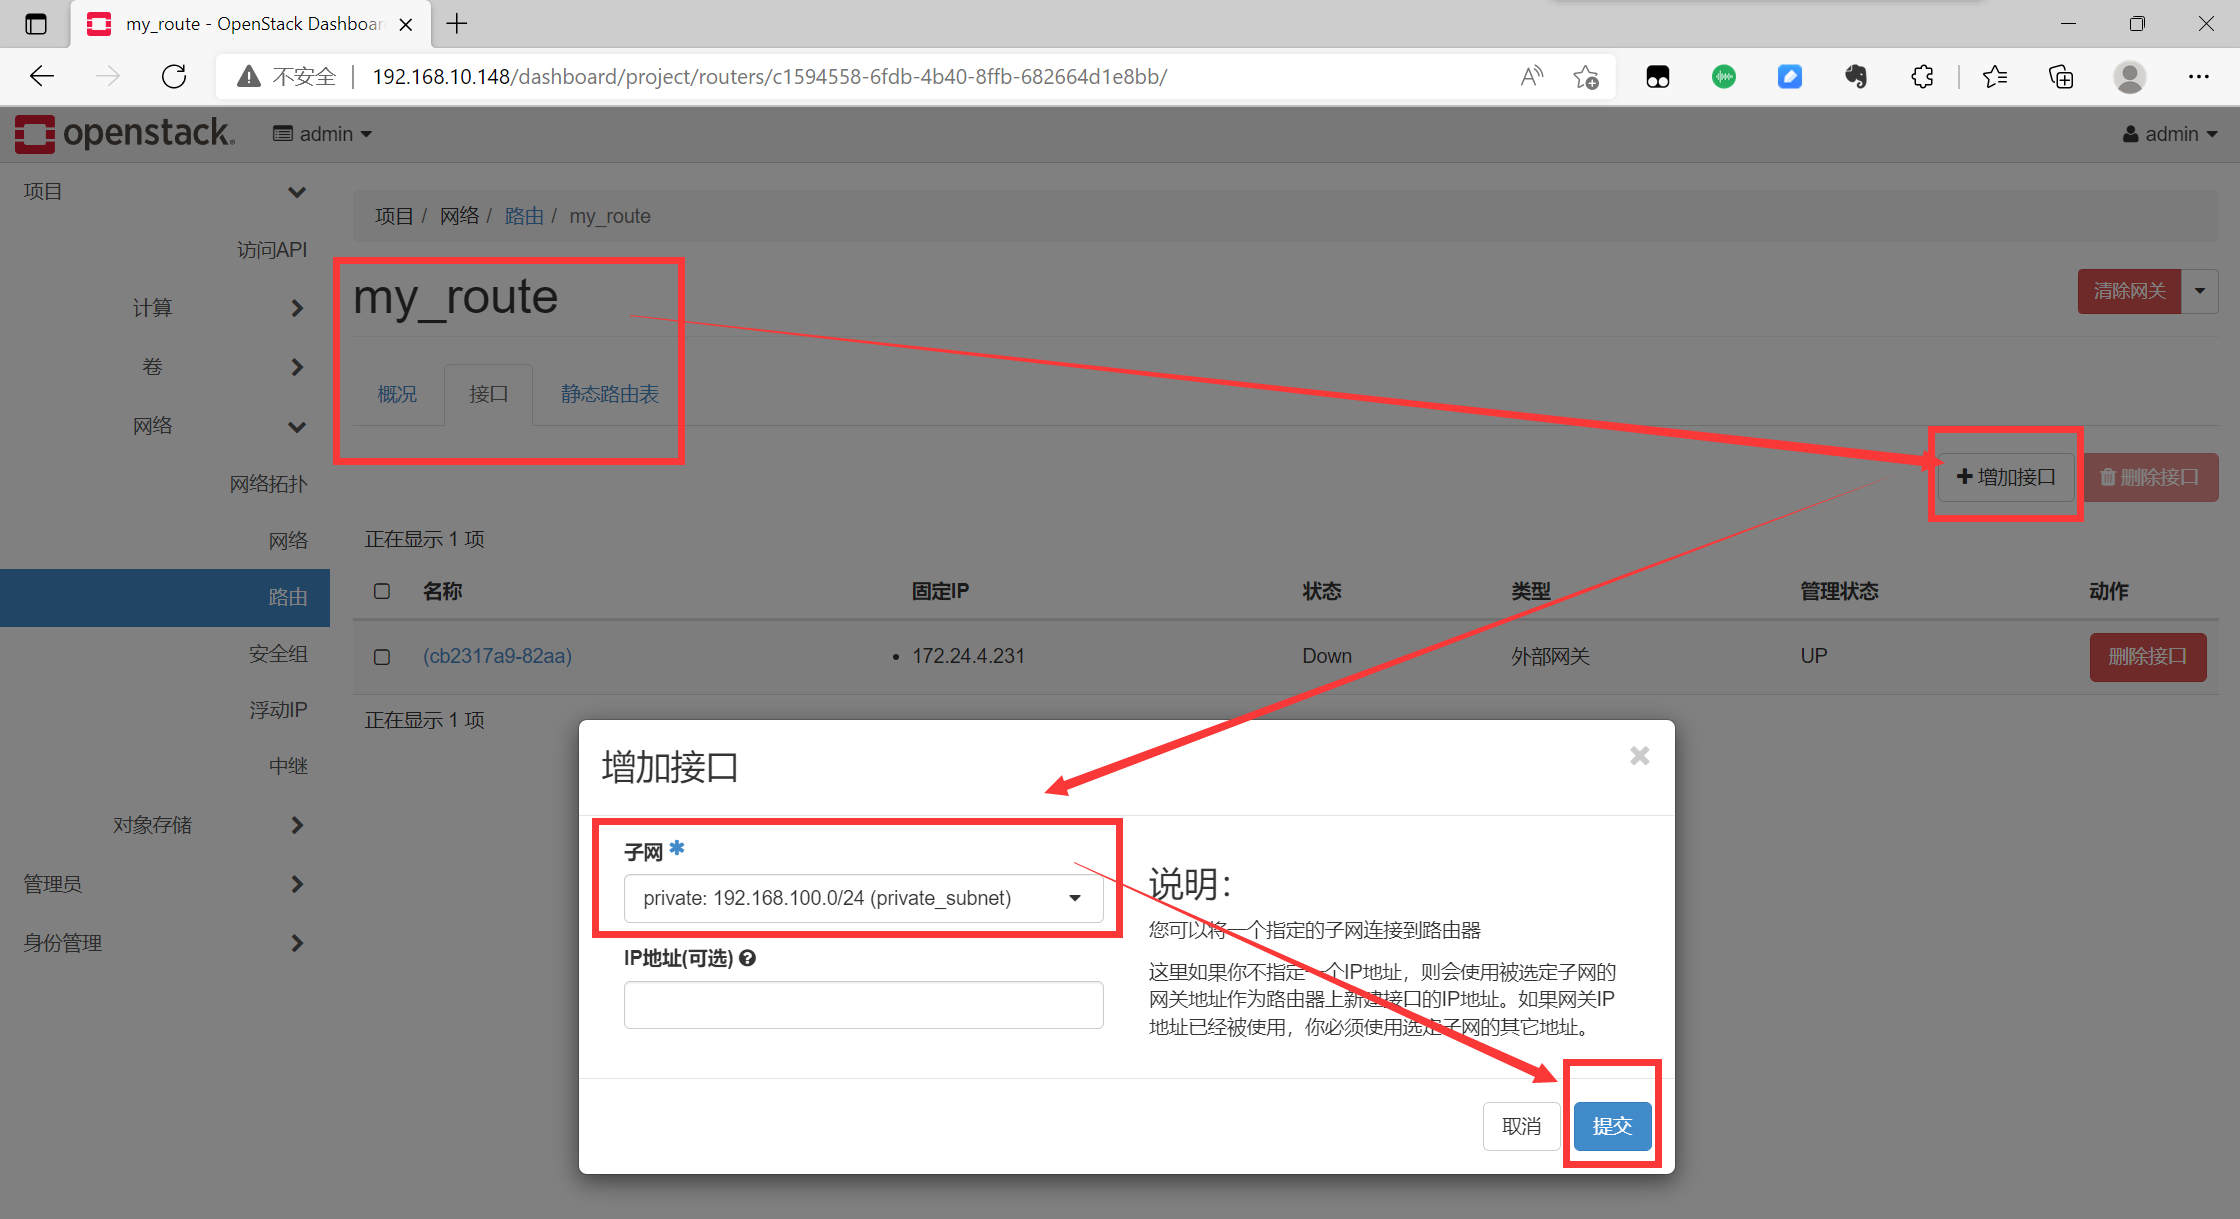 my_route - OpenStack Dashboar
不安全
192.168.10.148/dashboard/project/routers/c1594558-6fdb-4b40-8ffb-682664d1e8bb/
openstack.
admin
admin
项目
访问API
计算
卷
网络
网络拓扑
网络
路由
安全组
浮动IP
中继
对象存储
管理员
身份管理
项目 / 网络 / 路由 / my_route
my_route
清除网关
概况
接口
静态路由表
增加接口
删除接口
正在显示 1 项
名称 固定IP 状态 类型 管理状态 动作
(cb2317a9-82aa) • 172.24.4.231 Down 外部网关 UP 删除接口
正在显示 1 项
增加接口
子网 *
private: 192.168.100.0/24 (private_subnet)
IP地址(可选)
说明：
您可以将一个指定的子网连接到路由器
这里如果你不指定一个IP地址，则会使用被选定子网的
网关地址作为路由器上新建接口的IP地址。如果网关IP
地址已经被使用，你必须使用选定子网的其它地址。
取消
提交